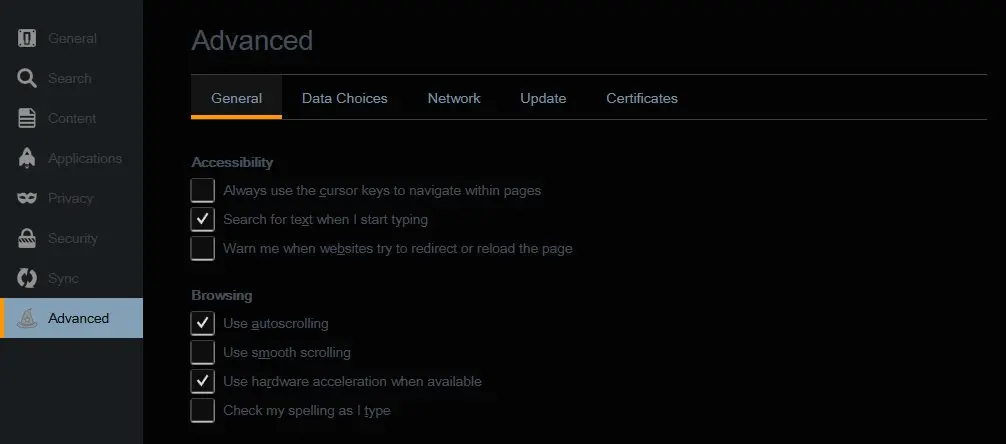 General
Search
Content
Applications
Privacy
Security
Sync
Advanced
Advanced
General Data Choices Network Update Certificates
Accessibility
Always use the cursor keys to navigate within pages
Search for text when I start typing
Warn me when websites try to redirect or reload the page
Browsing
Use autoscrolling
Use smooth scrolling
Use hardware acceleration when available
Check my spelling as I type